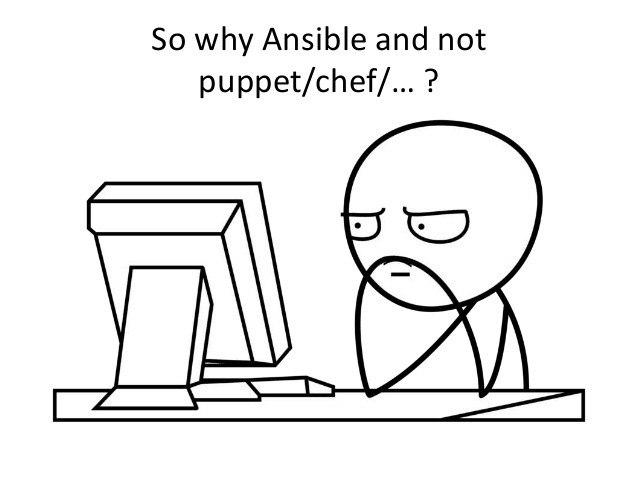 So why Ansible and not
puppet/chef/… ?